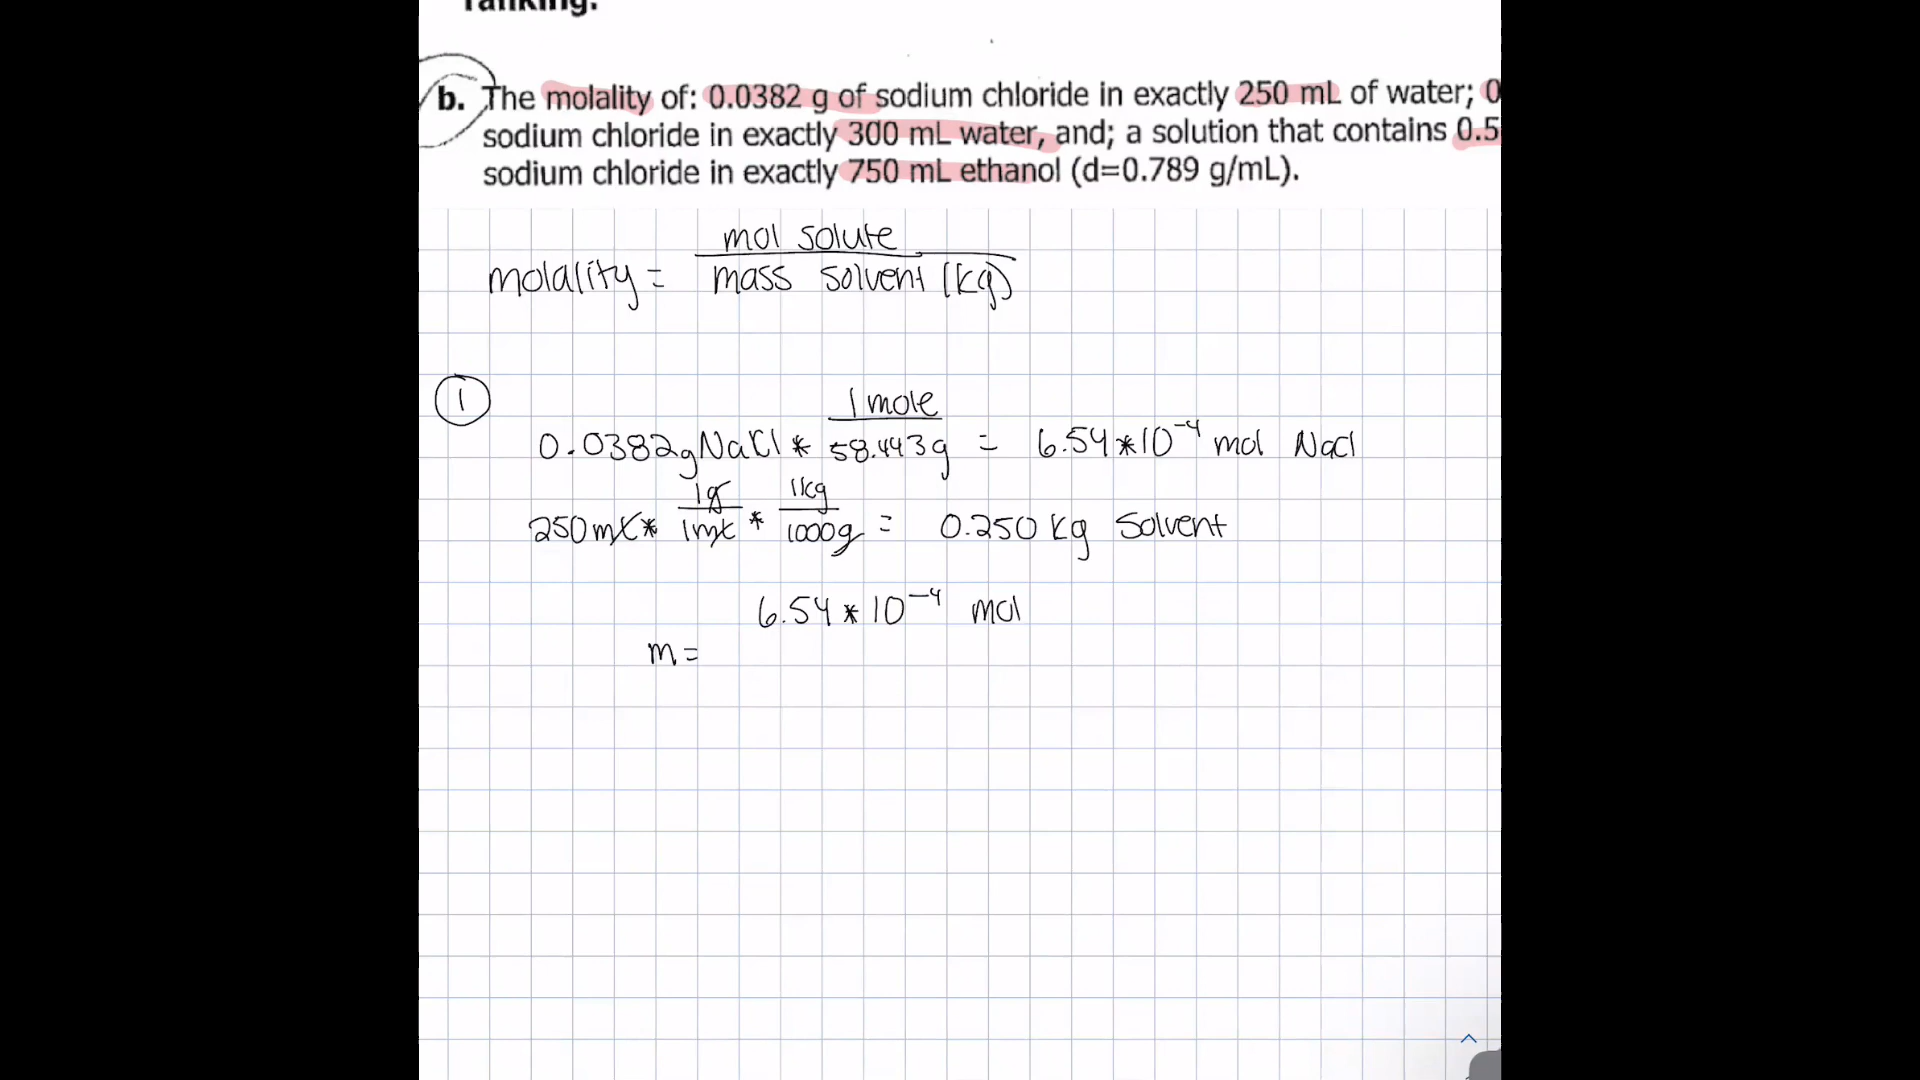 ranking.
b. The molality of: 0.0382 g of sodium chloride in exactly 250 mL of water; 0
sodium chloride in exactly 300 mL water, and; a solution that contains 0.5
sodium chloride in exactly 750 mL ethanol (d=0.789 g/mL).
mol solute
molality = mass solvent (kg)
1
1 mole
0.0382g NaCl * 58.443g = 6.54*10⁻⁴ mol NaCl
1g 1kg
250mL * 1mL * 1000g = 0.250 kg Solvent
6.54*10⁻⁴ mol
m=